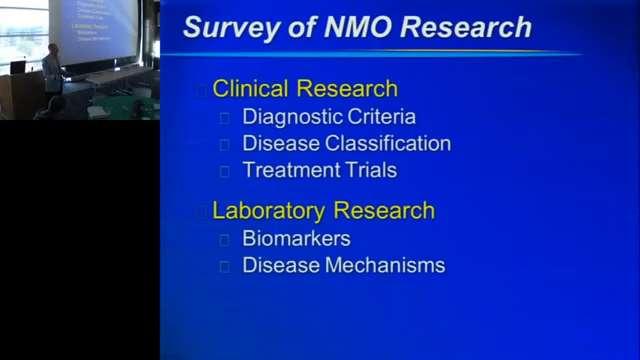 Survey of NMO Research
Clinical Research
Diagnostic Criteria
Disease Classification
Treatment Trials
Laboratory Research
Biomarkers
Disease Mechanisms